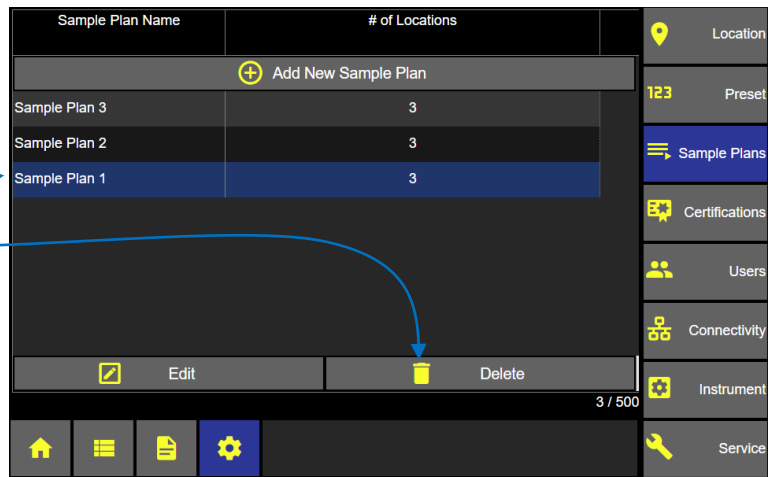 Sample Plan Name # of Locations
Add New Sample Plan
Sample Plan 3 3
Sample Plan 2 3
Sample Plan 1 3
Edit Delete
3 / 500
Location
123 Preset
Sample Plans
Certifications
Users
Connectivity
Instrument
Service